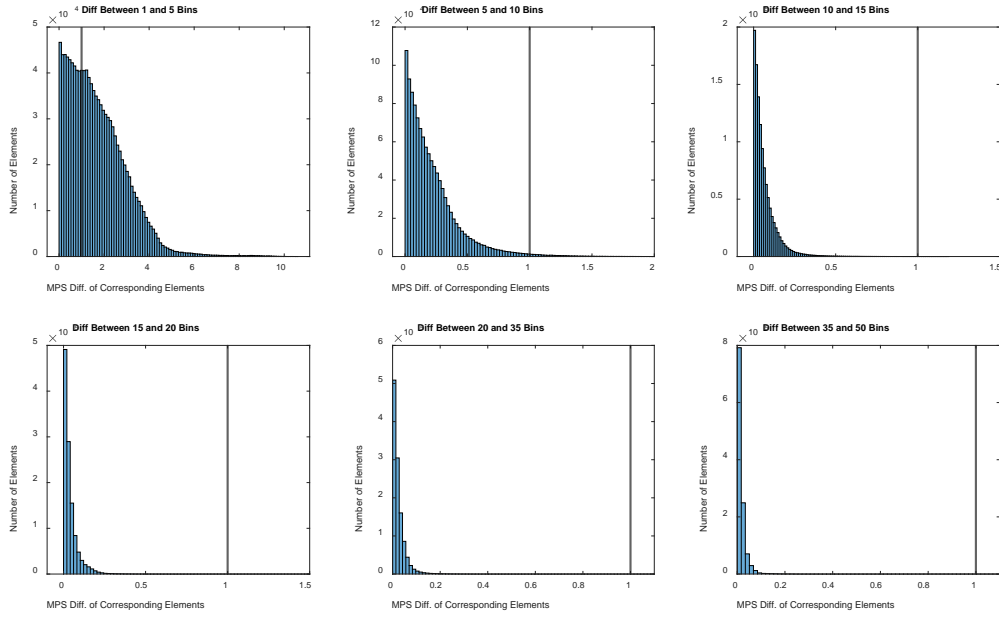 × 10 4 Diff Between 1 and 5 Bins
5
4
3
2
1
0
0 2 4 6 8 10
Number of Elements
MPS Diff. of Corresponding Elements
× 10 Diff Between 5 and 10 Bins
12
10
8
6
4
2
0
0 0.5 1 1.5 2
Number of Elements
MPS Diff. of Corresponding Elements
× 10 Diff Between 10 and 15 Bins
2
1.5
1
0.5
0
0 0.5 1 1.5
Number of Elements
MPS Diff. of Corresponding Elements
× 10 Diff Between 15 and 20 Bins
5
4
3
2
1
0
0 0.5 1 1.5
Number of Elements
MPS Diff. of Corresponding Elements
× 10 Diff Between 20 and 35 Bins
6
5
4
3
2
1
0
0 0.2 0.4 0.6 0.8 1
Number of Elements
MPS Diff. of Corresponding Elements
× 10 Diff Between 35 and 50 Bins
8
6
4
2
0
0 0.2 0.4 0.6 0.8 1
Number of Elements
MPS Diff. of Corresponding Elements